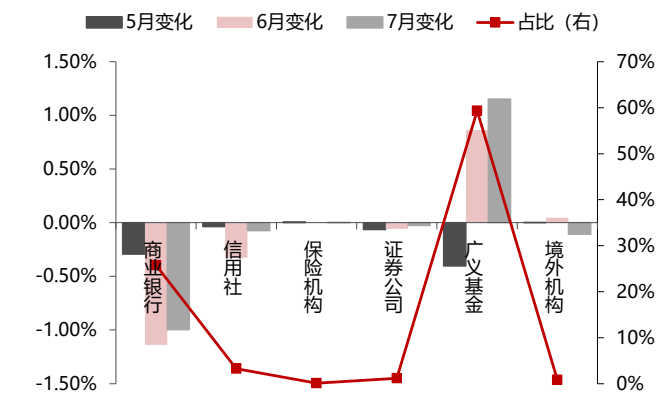 5月变化 6月变化 7月变化 占比（右）
1.50% 70%
1.00% 60%
0.50% 50%
0.00% 40%
-0.50% 30%
-1.00% 20%
-1.50% 10%
0%
商业银行
信用社
保险机构
证券公司
广义基金
境外机构